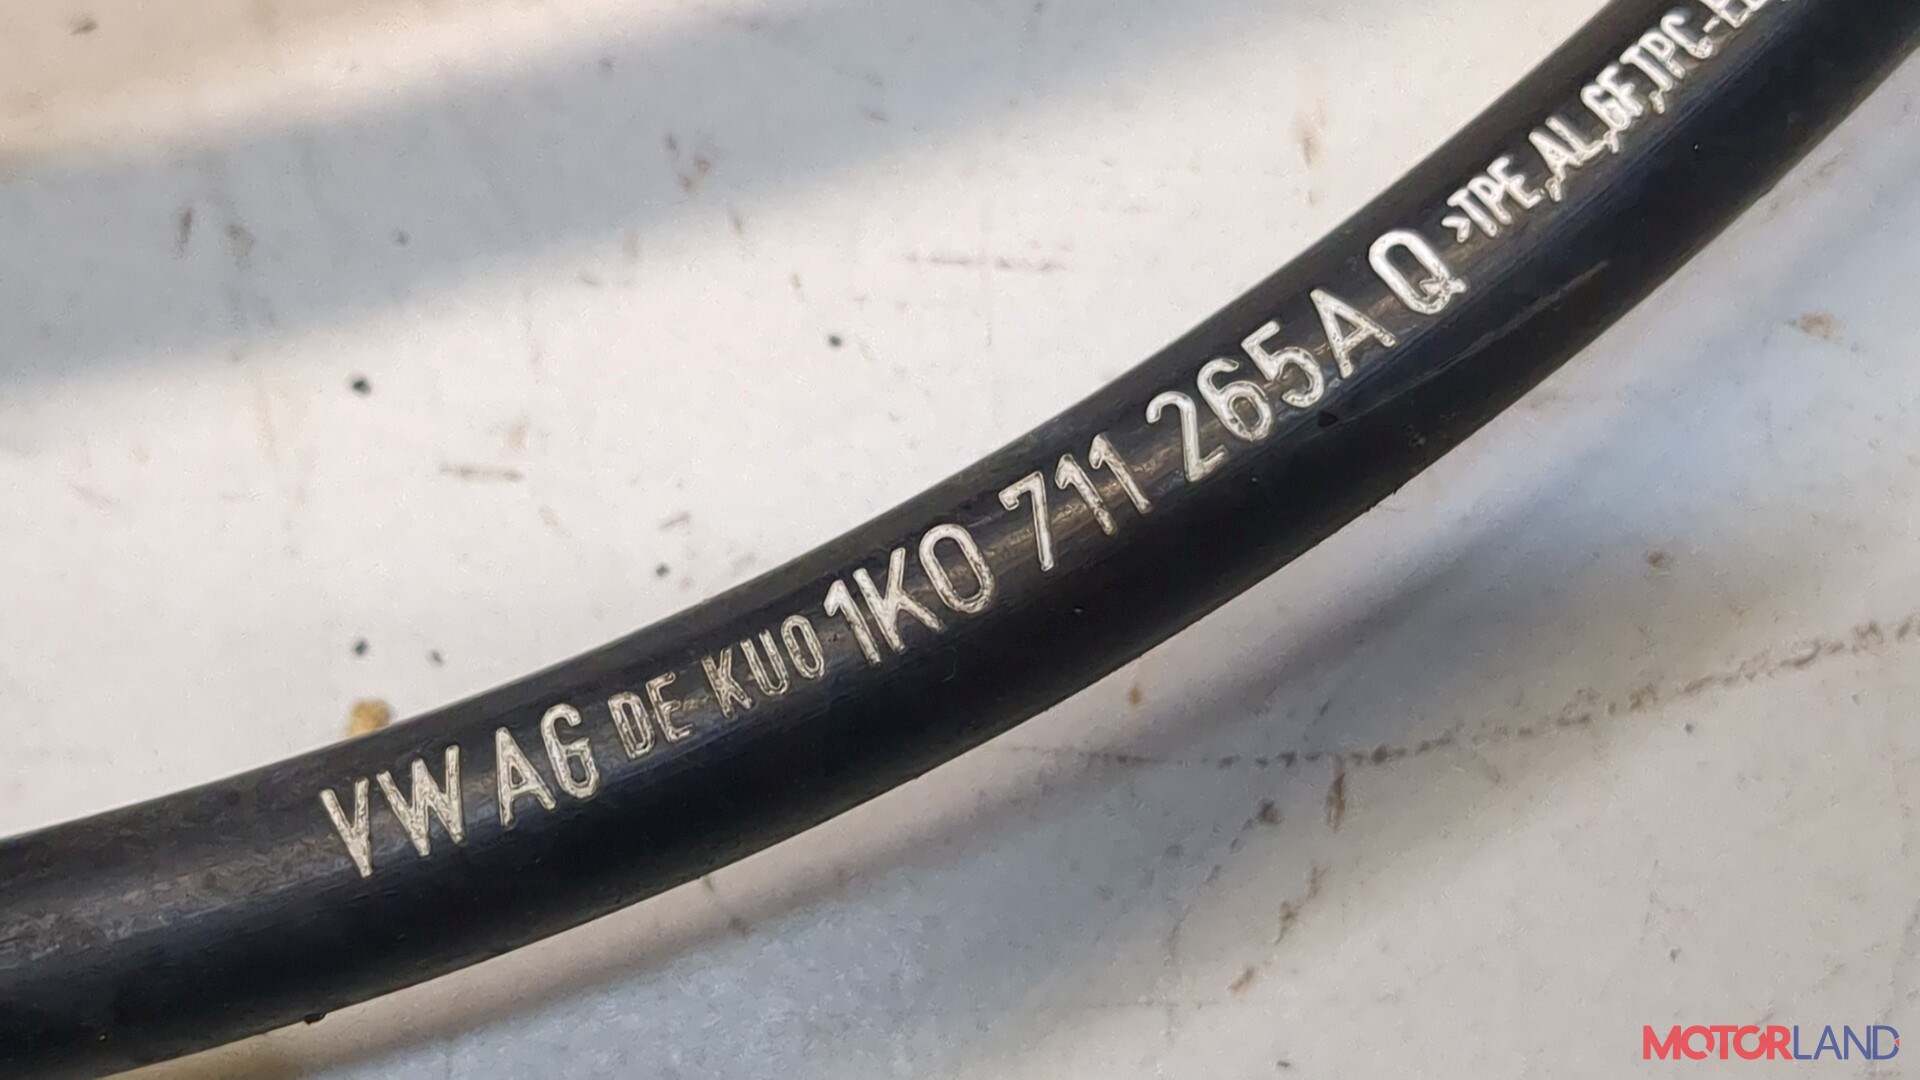 VW AG DE KUO 1K0 711 265 A Q >TPE,AL,GF,TPC-
MOTORLAND